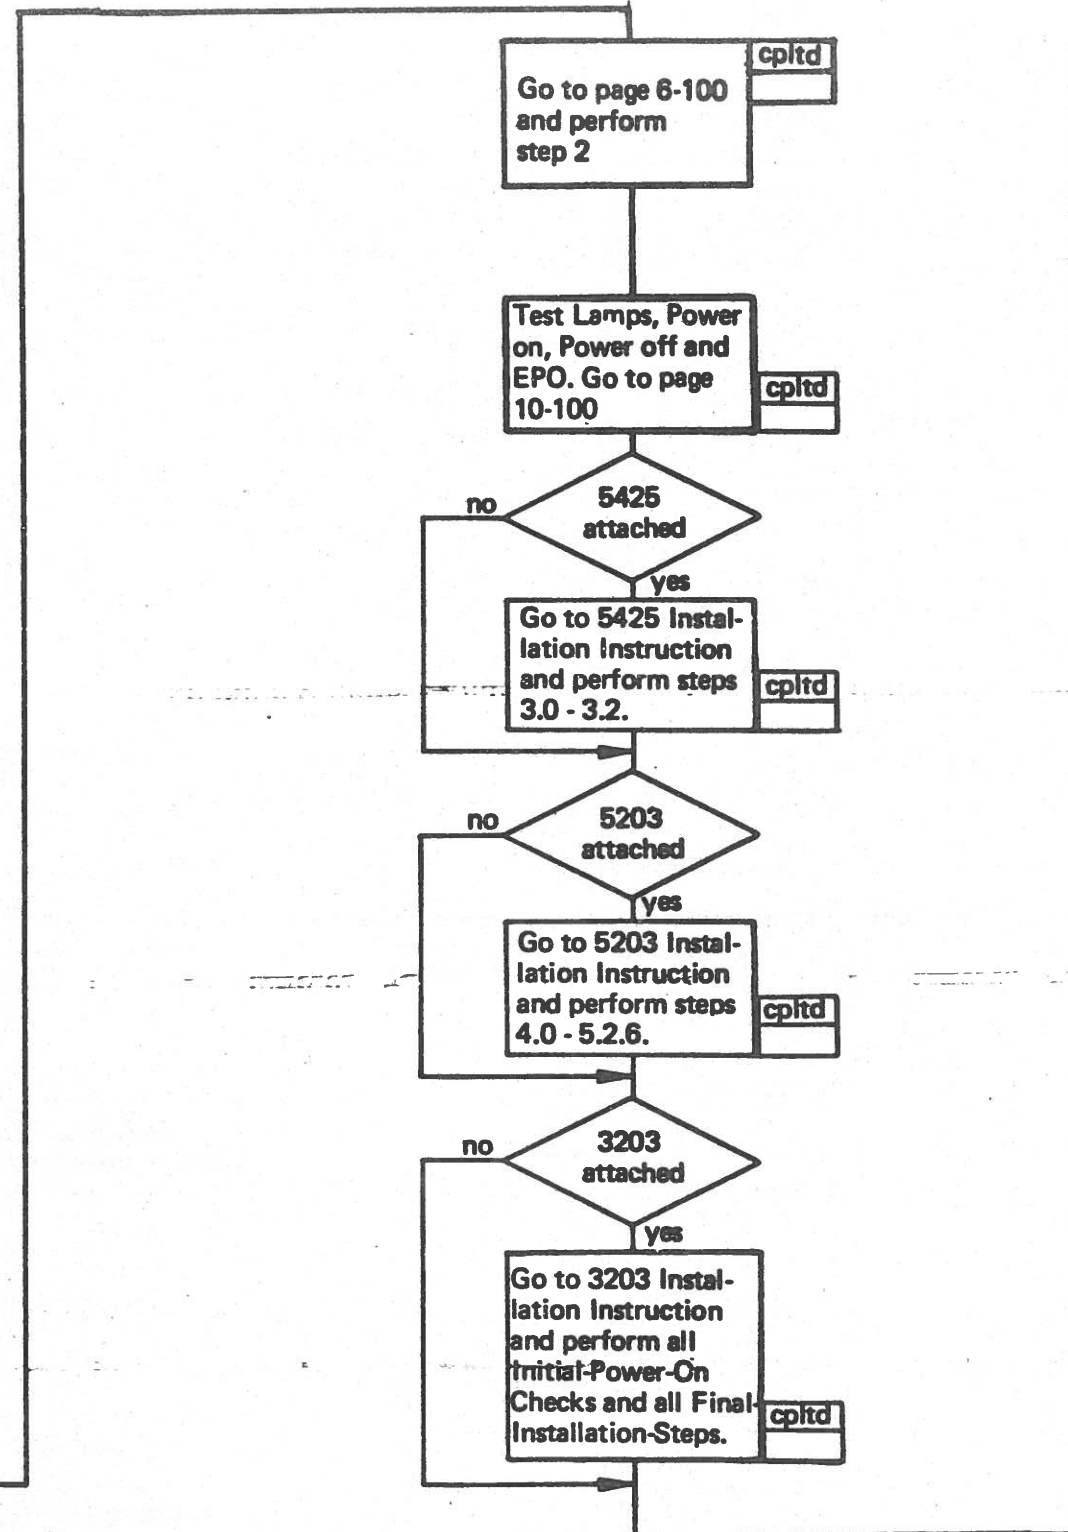 cpltd
Go to page 6-100
and perform
step 2
Test Lamps, Power
on, Power off and
EPO. Go to page
10-100
cpltd
5425
attached
no
yes
Go to 5425 Instal-
lation Instruction
and perform steps
3.0 - 3.2.
cpltd
5203
attached
no
yes
Go to 5203 Instal-
lation Instruction
and perform steps
4.0 - 5.2.6.
cpltd
3203
attached
no
yes
Go to 3203 Instal-
lation Instruction
and perform all
Initial-Power-On
Checks and all Final-
Installation-Steps.
cpltd